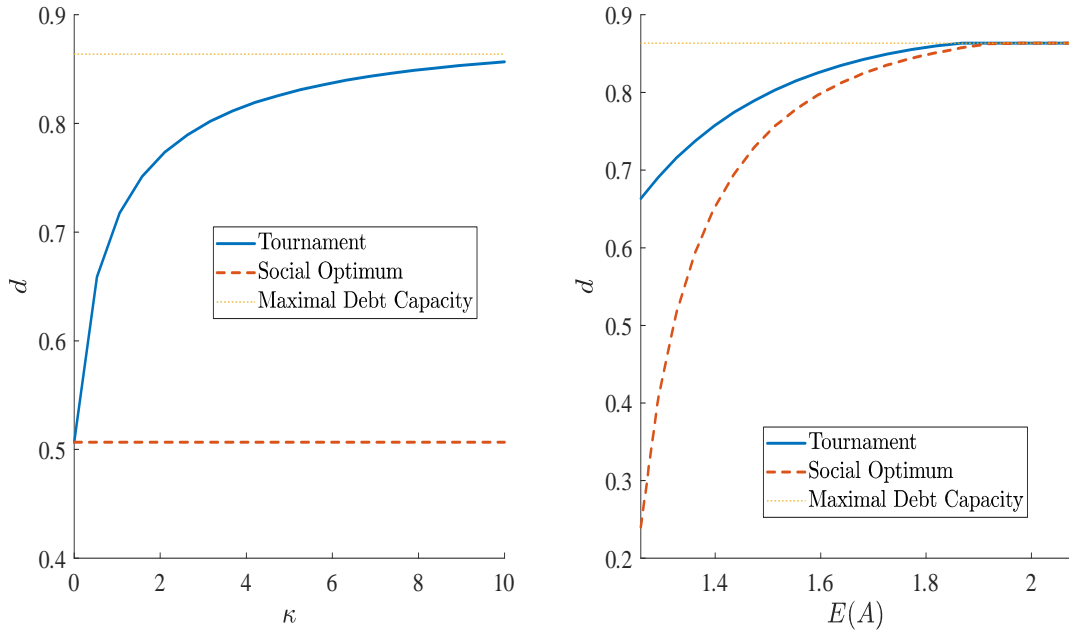 0.9
0.8
0.7
0.6
0.5
0.4
d
0
2
4
6
8
10
κ
Tournament
Social Optimum
Maximal Debt Capacity
0.9
0.8
0.7
0.6
0.5
0.4
0.3
0.2
d
1.4
1.6
1.8
2
E(A)
Tournament
Social Optimum
Maximal Debt Capacity